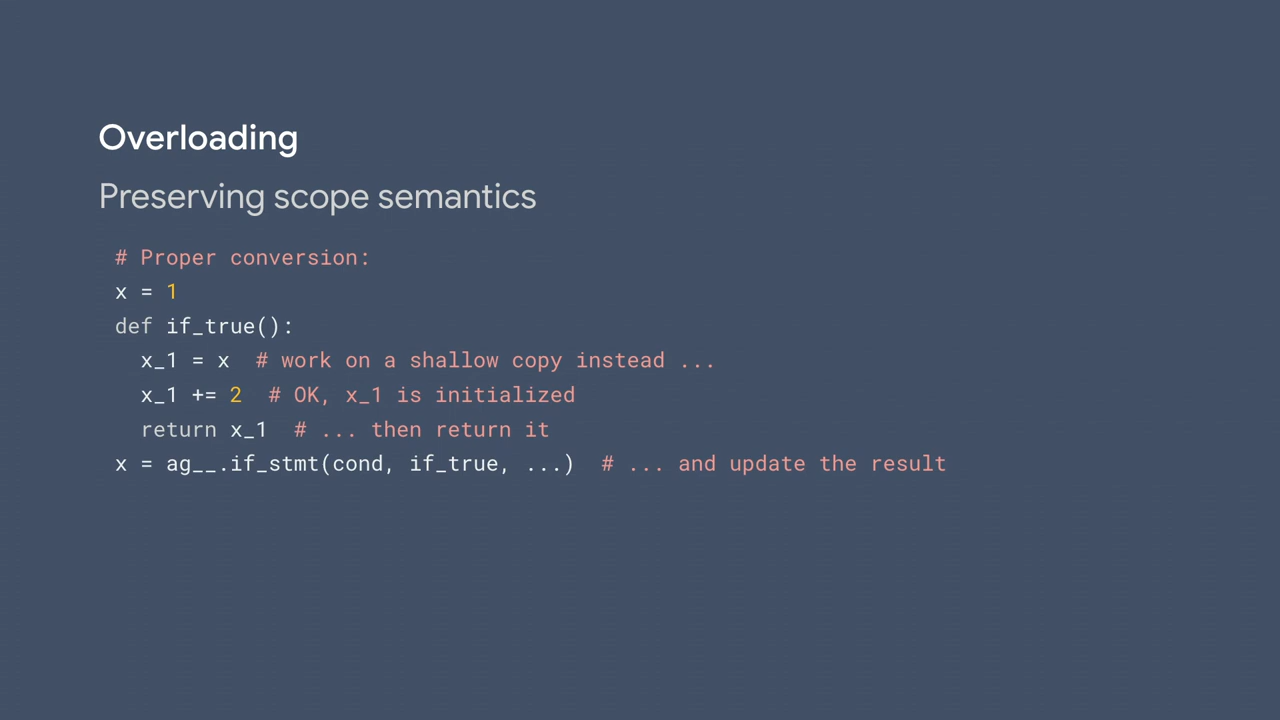 Overloading
Preserving scope semantics
# Proper conversion:
x = 1
def if_true():
  x_1 = x  # work on a shallow copy instead ...
  x_1 += 2  # OK, x_1 is initialized
  return x_1  # ... then return it
x = ag__.if_stmt(cond, if_true, ...)  # ... and update the result